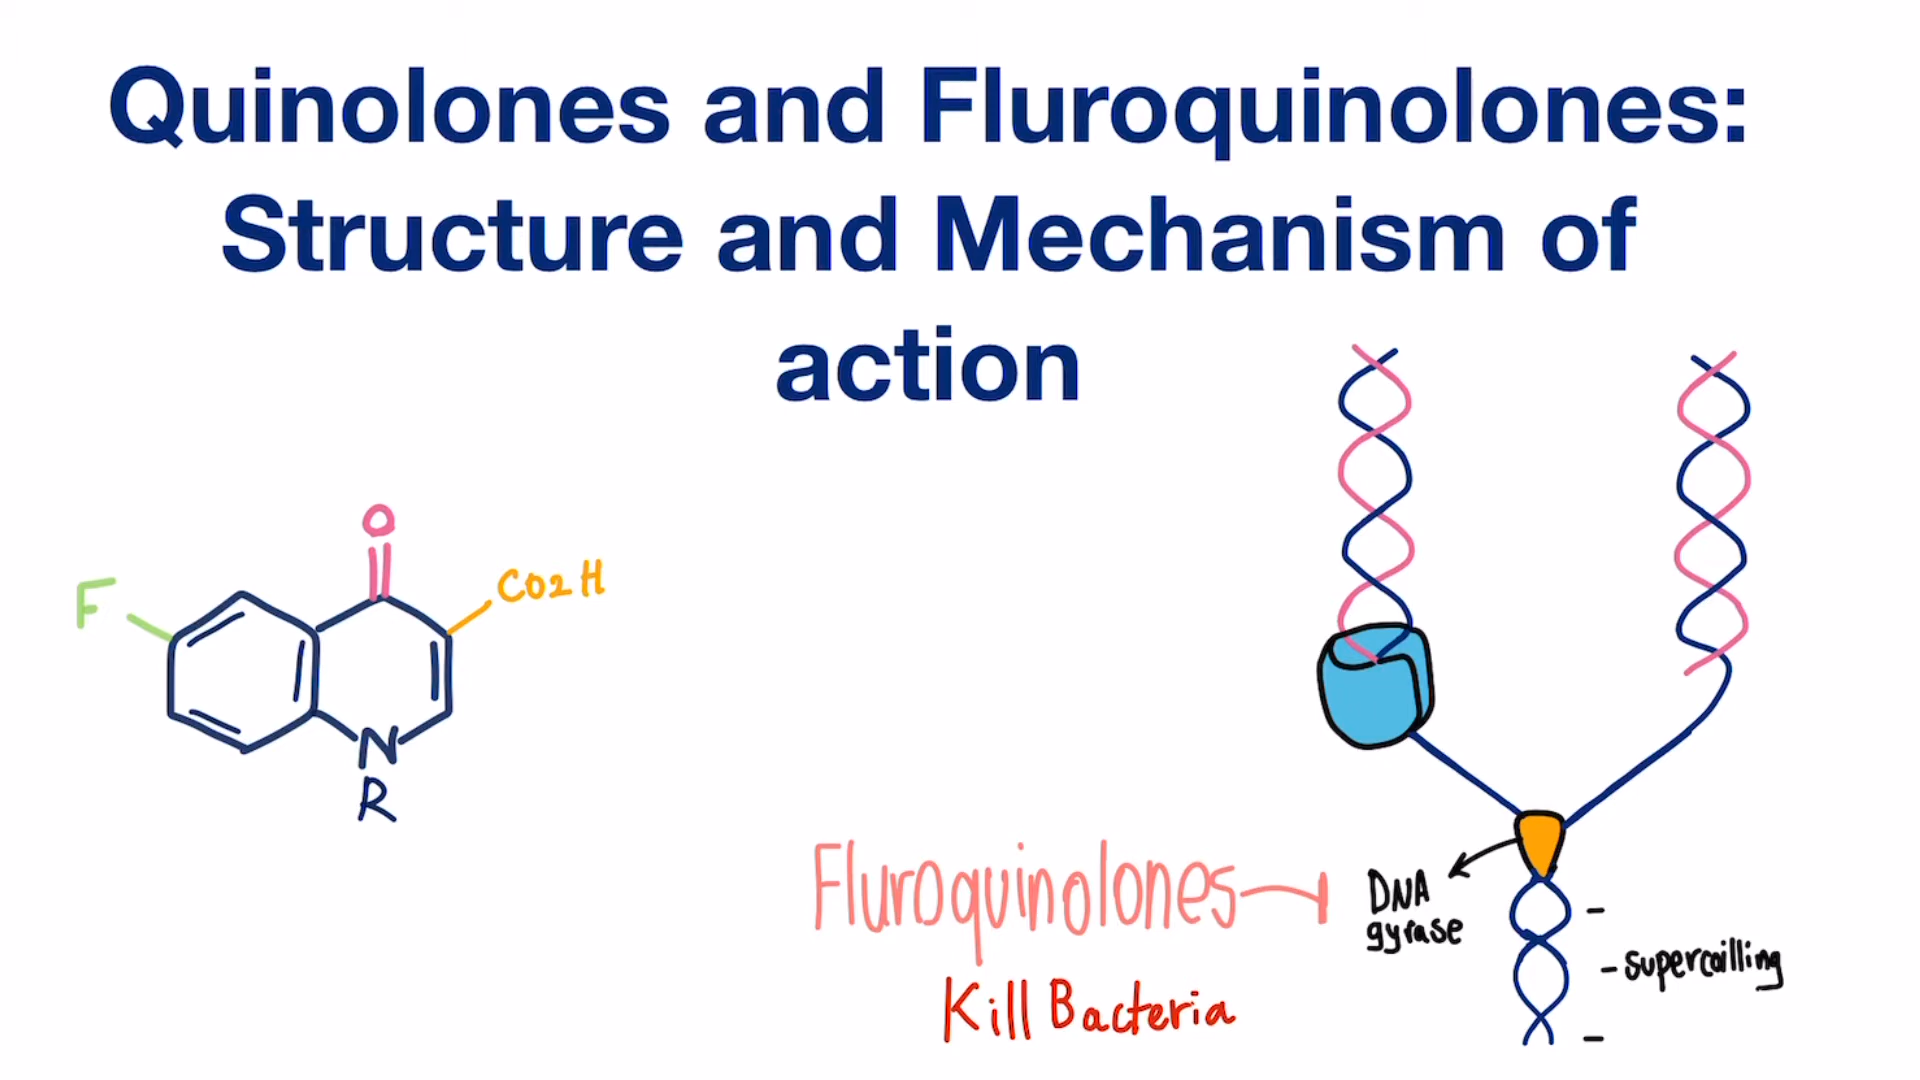 Quinolones and Fluroquinolones:
Structure and Mechanism of
action
O
F
CO2H
N
R
Fluroquinolones
DNA
gyrase
- supercoilling
Kill Bacteria